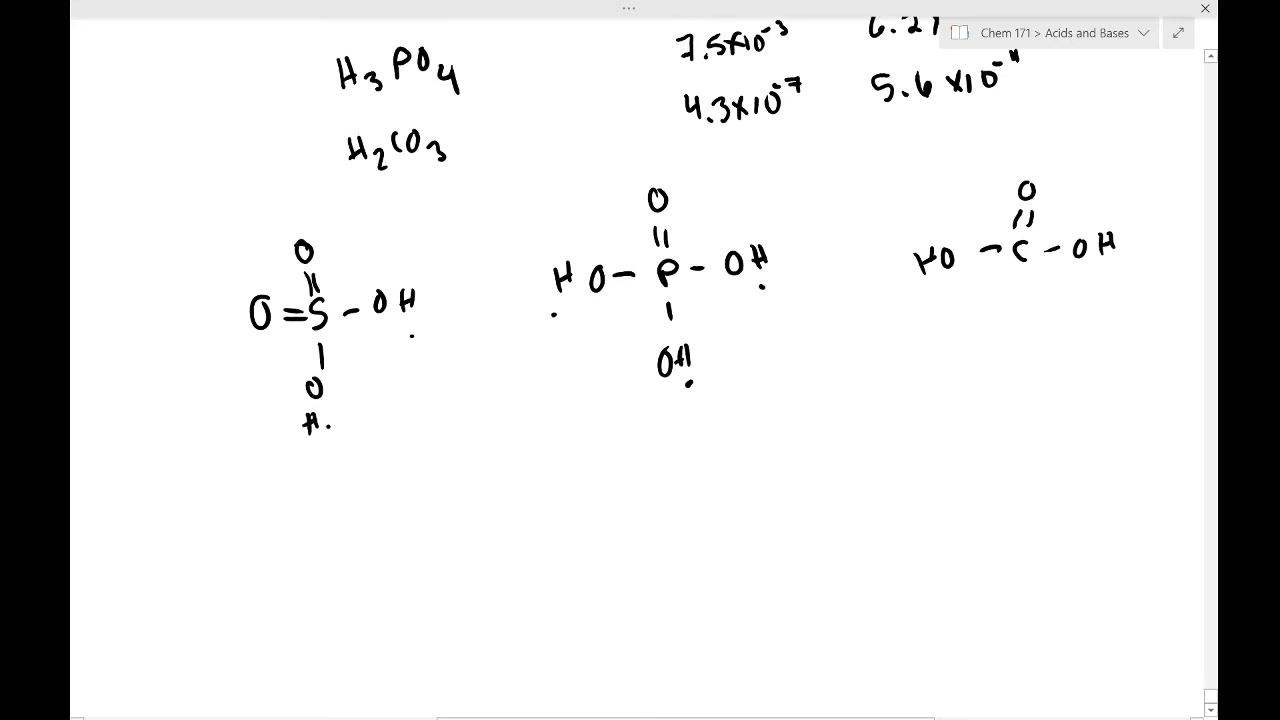 Chem 171 > Acids and Bases
H3PO4 7.5x10^-3
H2CO3 4.3x10^-7 5.6x10^-11
O O O
O=S-OH HO-P-OH HO-C-OH
O OH
H